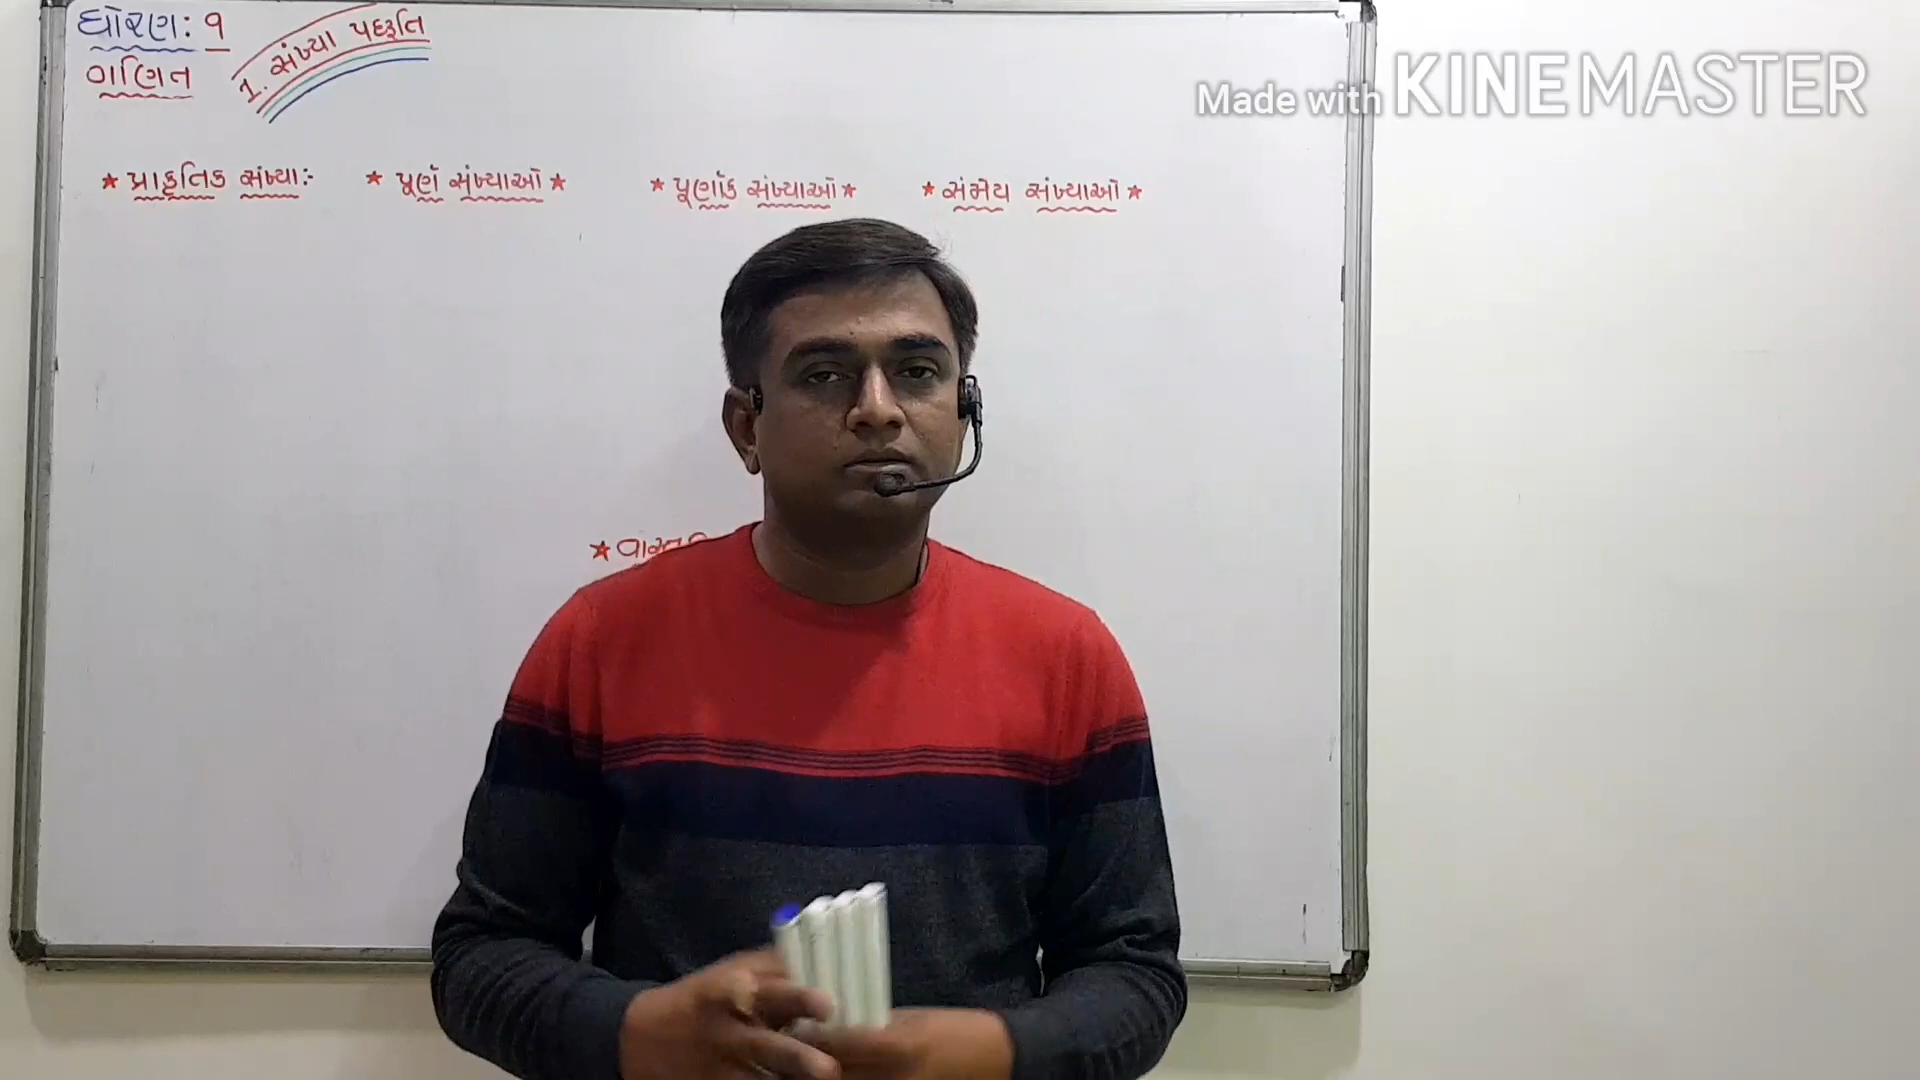 ધોરણ: ૧
ગણિત
1. સંખ્યા પદ્ધતિ
Made with KINEMASTER
* પ્રાકૃતિક સંખ્યા:- * પૂર્ણ સંખ્યાઓ * * પૂર્ણાંક સંખ્યાઓ * * સંમેય સંખ્યાઓ *